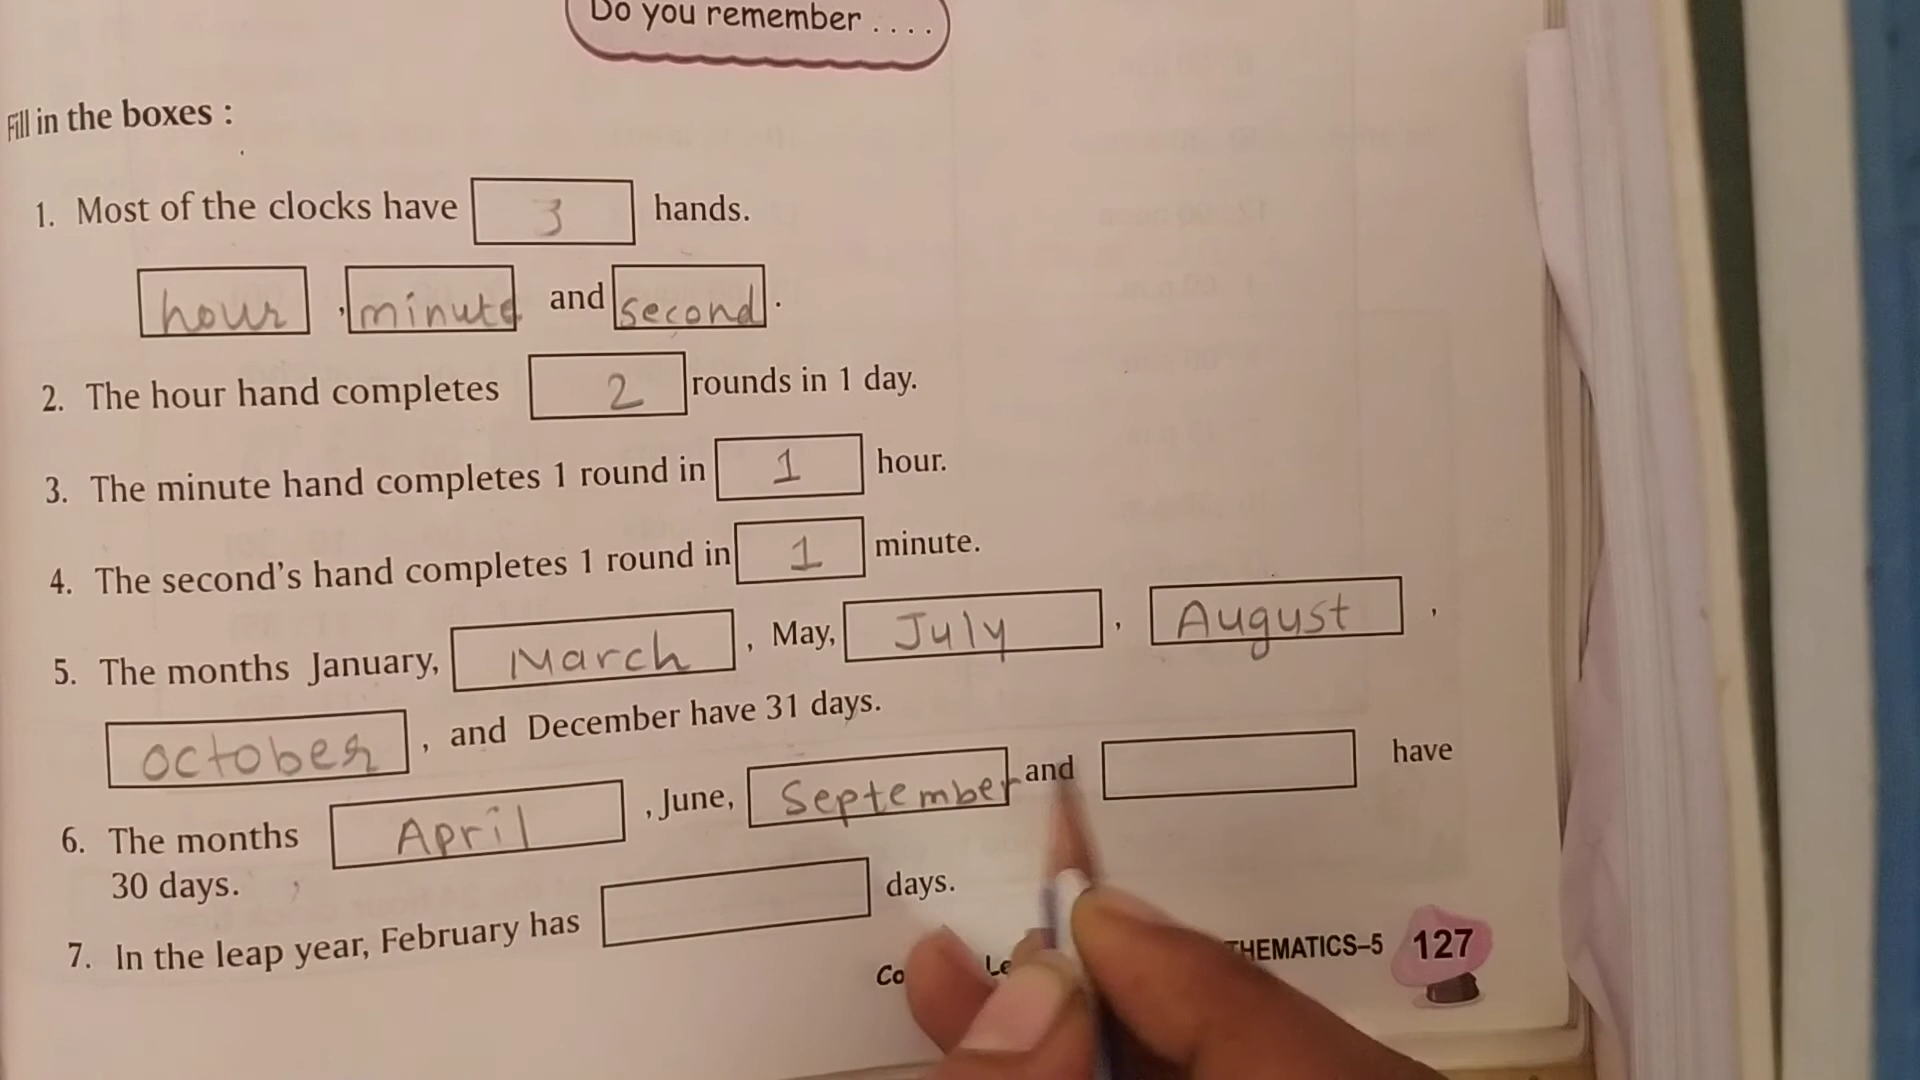 Do you remember ....
Fill in the boxes :
1. Most of the clocks have 3 hands.
hour , minute and second .
2. The hour hand completes 2 rounds in 1 day.
3. The minute hand completes 1 round in 1 hour.
4. The second's hand completes 1 round in 1 minute.
5. The months January, March , May, July , August ,
october , and December have 31 days.
6. The months April , June, September and have
30 days.
7. In the leap year, February has days.
THEMATICS–5 127